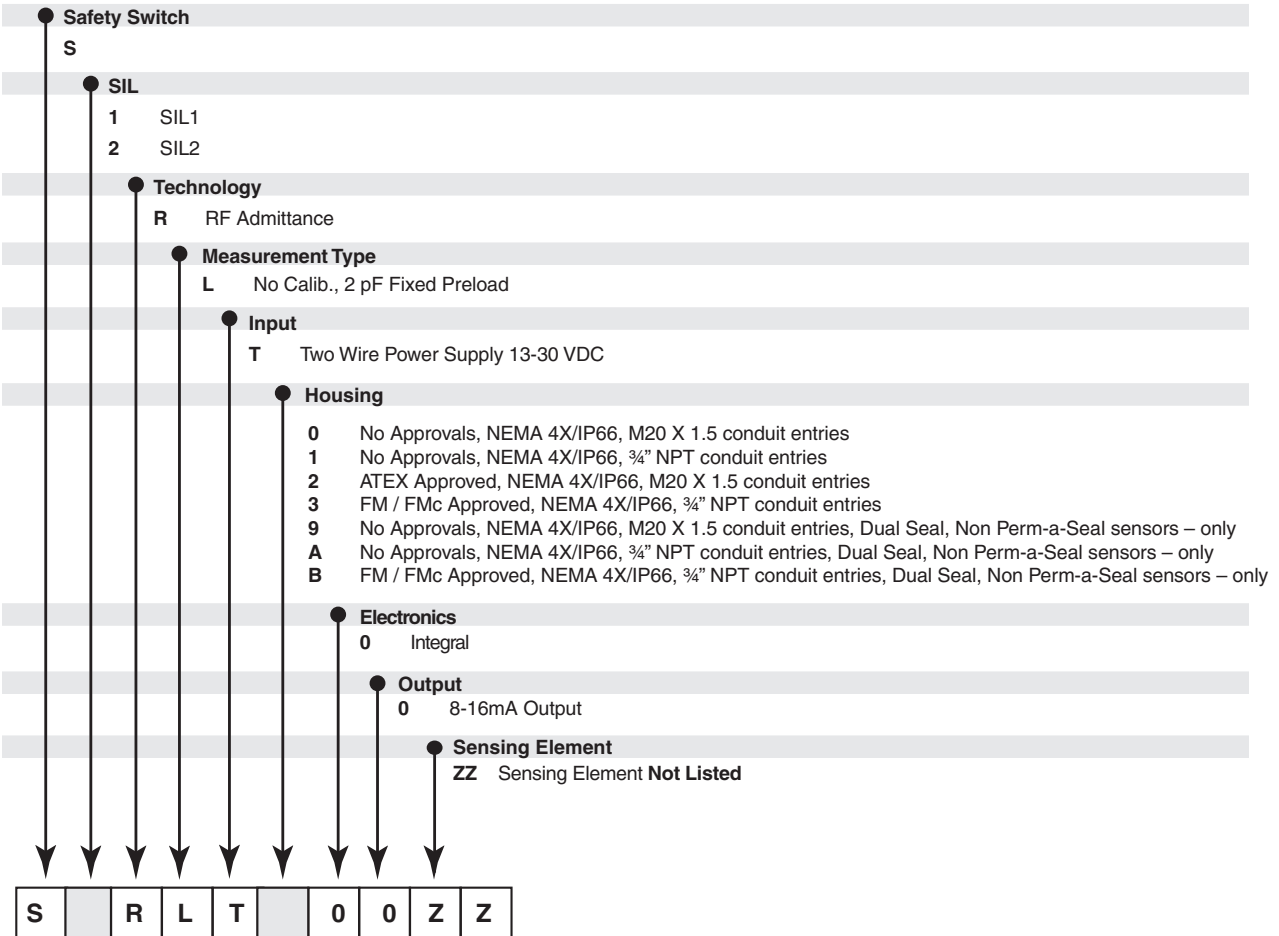 Safety Switch
S
SIL
1 SIL1
2 SIL2
Technology
R RF Admittance
Measurement Type
L No Calib., 2 pF Fixed Preload
Input
T Two Wire Power Supply 13-30 VDC
Housing
0 No Approvals, NEMA 4X/IP66, M20 X 1.5 conduit entries
1 No Approvals, NEMA 4X/IP66, ¾” NPT conduit entries
2 ATEX Approved, NEMA 4X/IP66, M20 X 1.5 conduit entries
3 FM / FMc Approved, NEMA 4X/IP66, ¾” NPT conduit entries
9 No Approvals, NEMA 4X/IP66, M20 X 1.5 conduit entries, Dual Seal, Non Perm-a-Seal sensors – only
A No Approvals, NEMA 4X/IP66, ¾” NPT conduit entries, Dual Seal, Non Perm-a-Seal sensors – only
B FM / FMc Approved, NEMA 4X/IP66, ¾” NPT conduit entries, Dual Seal, Non Perm-a-Seal sensors – only
Electronics
0 Integral
Output
0 8-16mA Output
Sensing Element
ZZ Sensing Element Not Listed
S R L T 0 0 Z Z